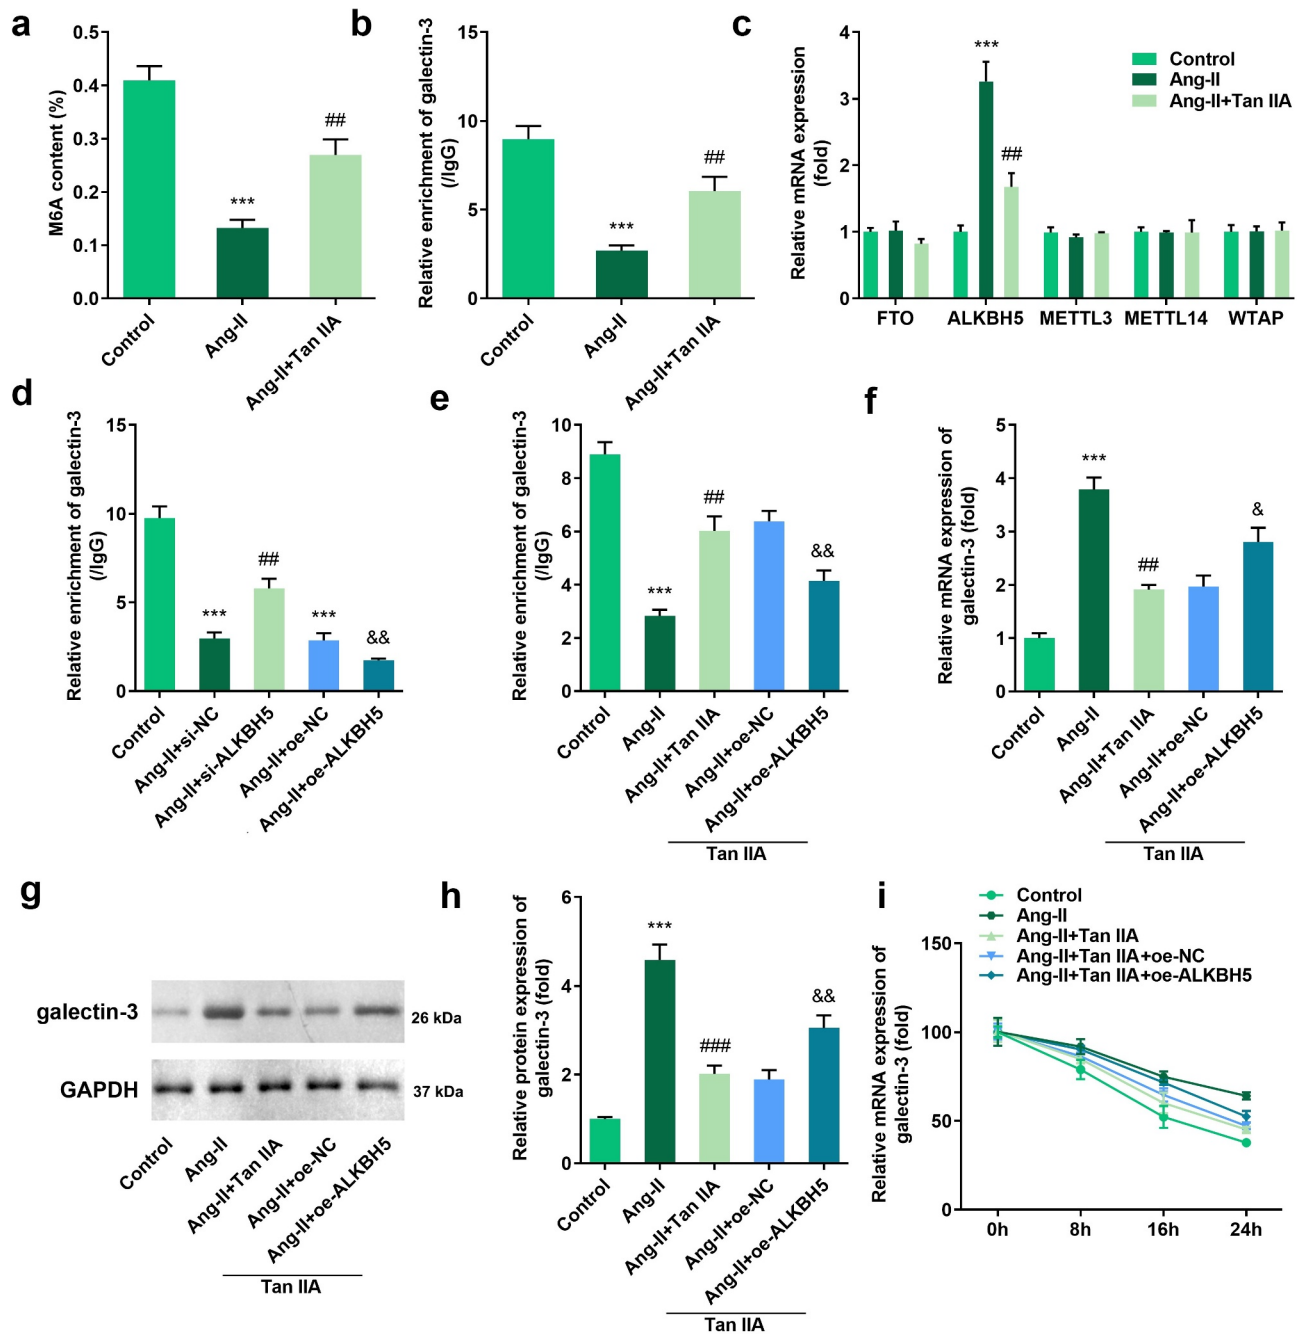 a
M6A content (%)
0.5
0.4
0.3
0.2
0.1
0.0
***
##
Control
Ang-II
Ang-II+Tan IIA
b
Relative enrichment of galectin-3
(/IgG)
15
10
5
0
***
##
Control
Ang-II
Ang-II+Tan IIA
c
Relative mRNA expression
(fold)
4
3
2
1
0
***
##
Control
Ang-II
Ang-II+Tan IIA
FTO
ALKBH5
METTL3
METTL14
WTAP
d
Relative enrichment of galectin-3
(/IgG)
15
10
5
0
***
##
***
&&
Control
Ang-II+si-NC
Ang-II+si-ALKBH5
Ang-II+oe-NC
Ang-II+oe-ALKBH5
e
Relative enrichment of galectin-3
(/IgG)
10
8
6
4
2
0
***
##
&&
Control
Ang-II
Ang-II+Tan IIA
Ang-II+oe-NC
Ang-II+oe-ALKBH5
Tan IIA
f
Relative mRNA expression of
galectin-3 (fold)
5
4
3
2
1
0
***
##
&
Control
Ang-II
Ang-II+Tan IIA
Ang-II+oe-NC
Ang-II+oe-ALKBH5
Tan IIA
g
galectin-3
26 kDa
GAPDH
37 kDa
Control
Ang-II
Ang-II+Tan IIA
Ang-II+oe-NC
Ang-II+oe-ALKBH5
Tan IIA
h
Relative protein expression of
galectin-3 (fold)
6
4
2
0
***
###
&&
Control
Ang-II
Ang-II+Tan IIA
Ang-II+oe-NC
Ang-II+oe-ALKBH5
Tan IIA
i
Control
Ang-II
Ang-II+Tan IIA
Ang-II+Tan IIA+oe-NC
Ang-II+Tan IIA+oe-ALKBH5
Relative mRNA expression of
galectin-3 (fold)
150
100
50
0
0h
8h
16h
24h